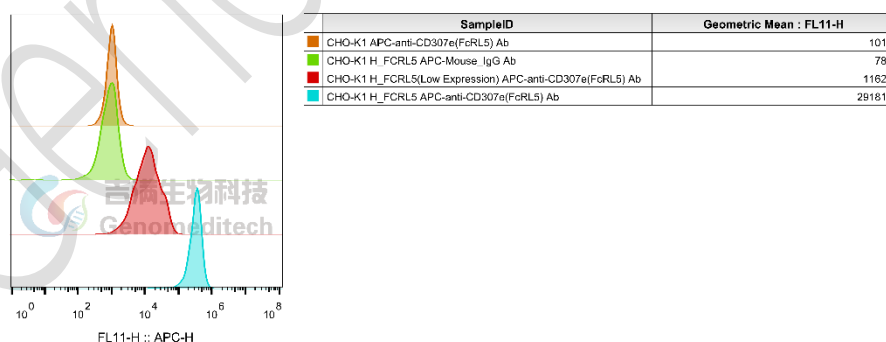 SampleID Geometric Mean : FL11-H
CHO-K1 APC-anti-CD307e(FcRL5) Ab 101
CHO-K1 H_FCRL5 APC-Mouse_IgG Ab 78
CHO-K1 H_FCRL5(Low Expression) APC-anti-CD307e(FcRL5) Ab 1162
CHO-K1 H_FCRL5 APC-anti-CD307e(FcRL5) Ab 29181
吉满生物科技
Genomeditech
10^0 10^2 10^4 10^6 10^8
FL11-H :: APC-H